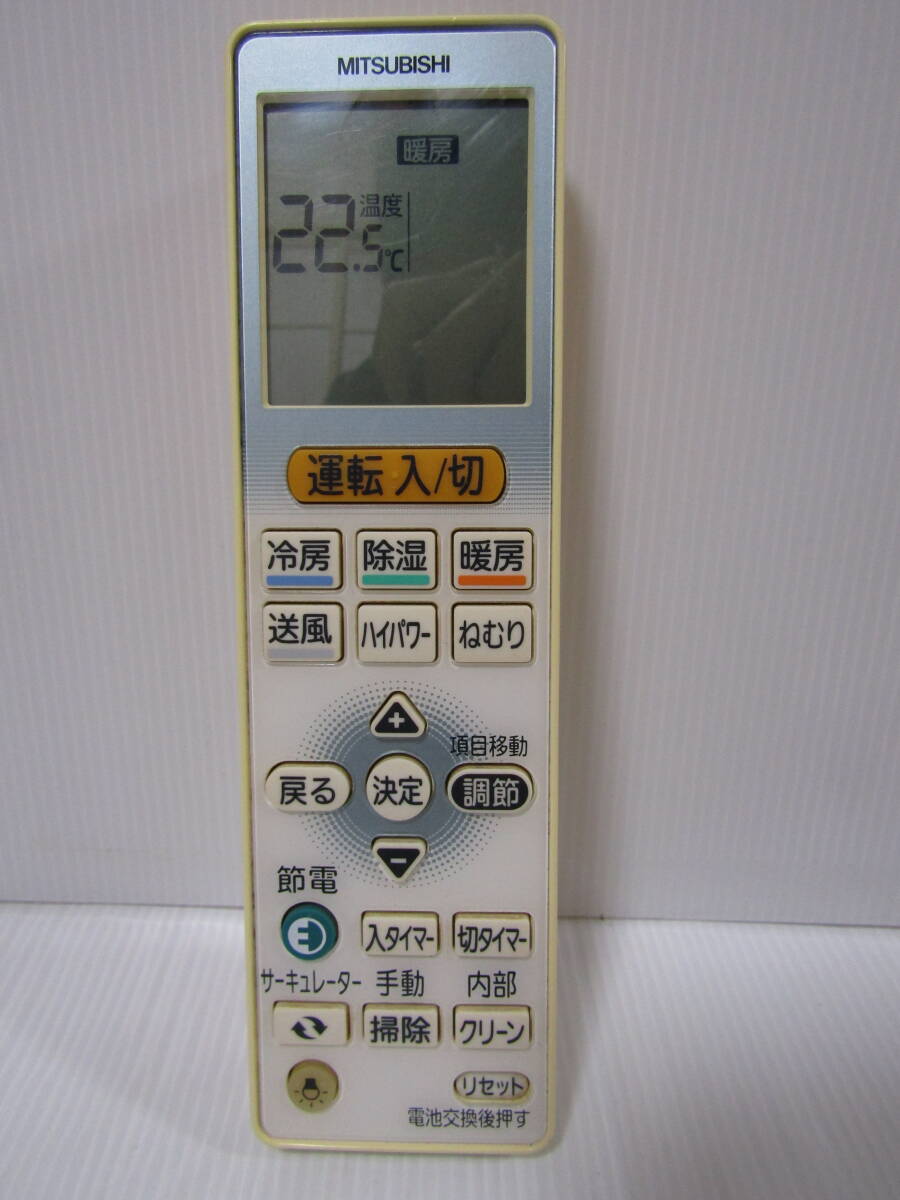 MITSUBISHI
暖房
22.5℃ 温度
運転 入/切
冷房 除湿 暖房
送風 ハイパワー ねむり
+
項目移動
戻る 決定 調節
-
節電
入タイマー 切タイマー
サーキュレーター 手動 内部
掃除 クリーン
リセット
電池交換後押す